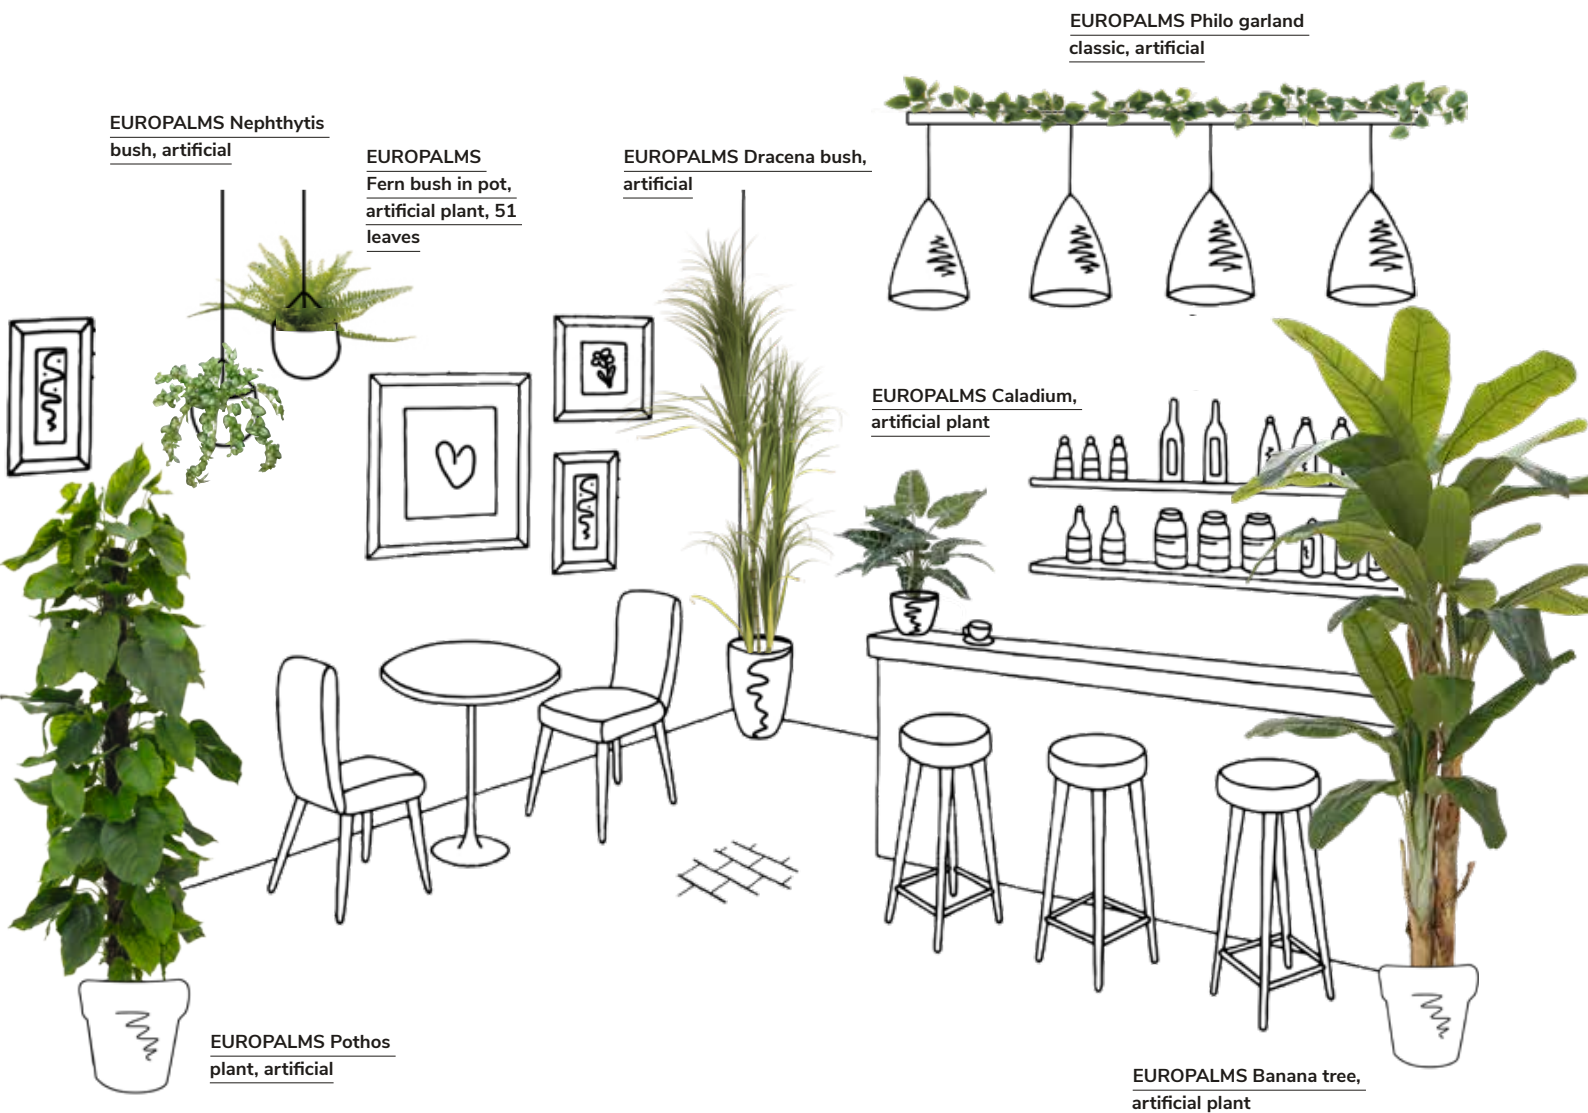 EUROPALMS Philo garland
classic, artificial
EUROPALMS Nephthytis
bush, artificial
EUROPALMS
Fern bush in pot,
artificial plant, 51
leaves
EUROPALMS Dracena bush,
artificial
EUROPALMS Caladium,
artificial plant
EUROPALMS Pothos
plant, artificial
EUROPALMS Banana tree,
artificial plant